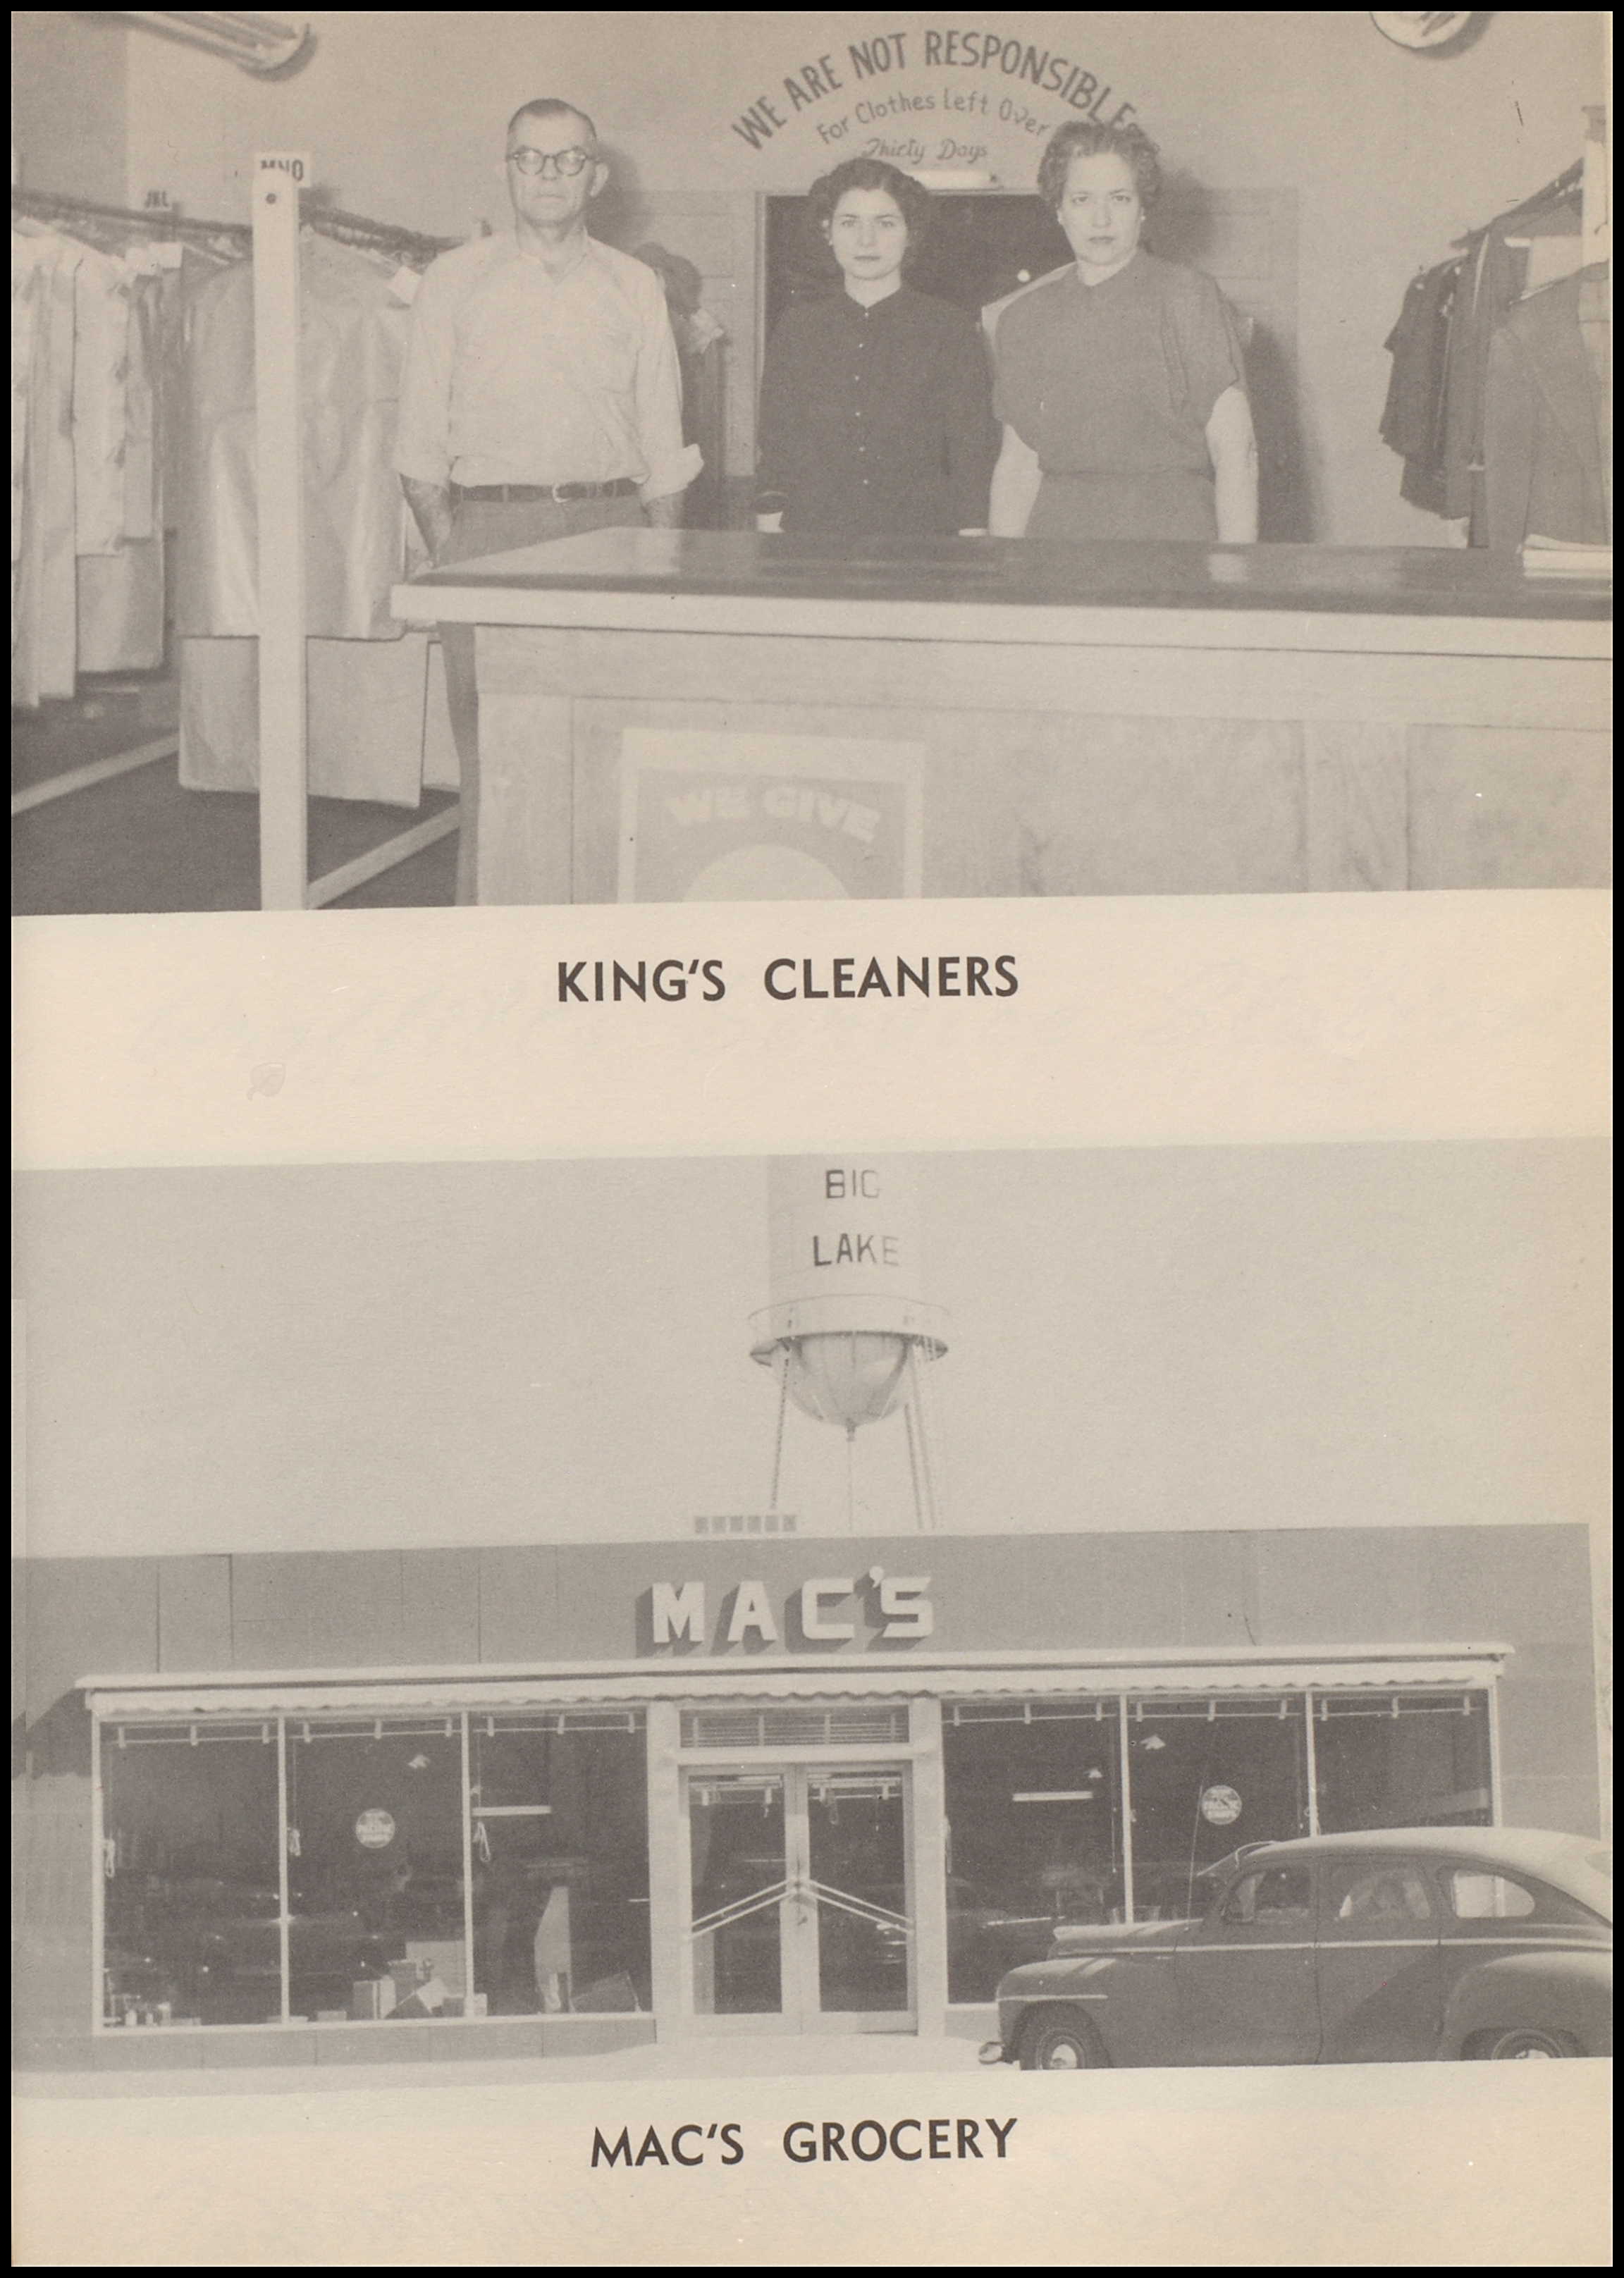 WE ARE NOT RESPONSIBLE
For Clothes Left Over
Thirty Days
MNO
JKL
WE GIVE
KING'S CLEANERS
BIG
LAKE
MAC'S
MAC'S GROCERY